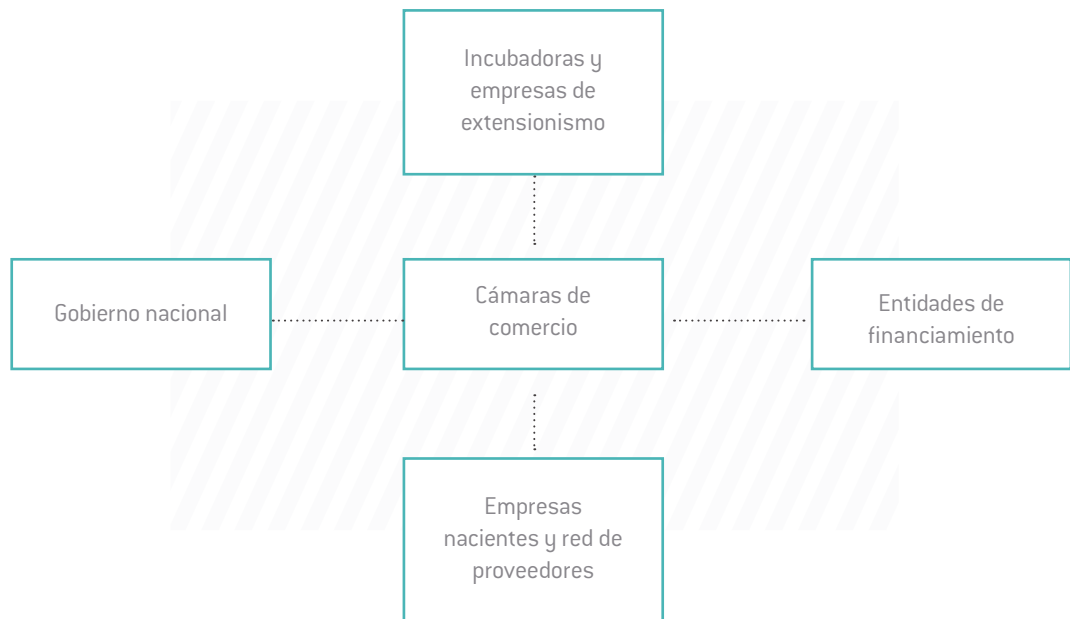 Incubadoras y
empresas de
extensionismo
Gobierno nacional
Cámaras de
comercio
Entidades de
financiamiento
Empresas
nacientes y red de
proveedores